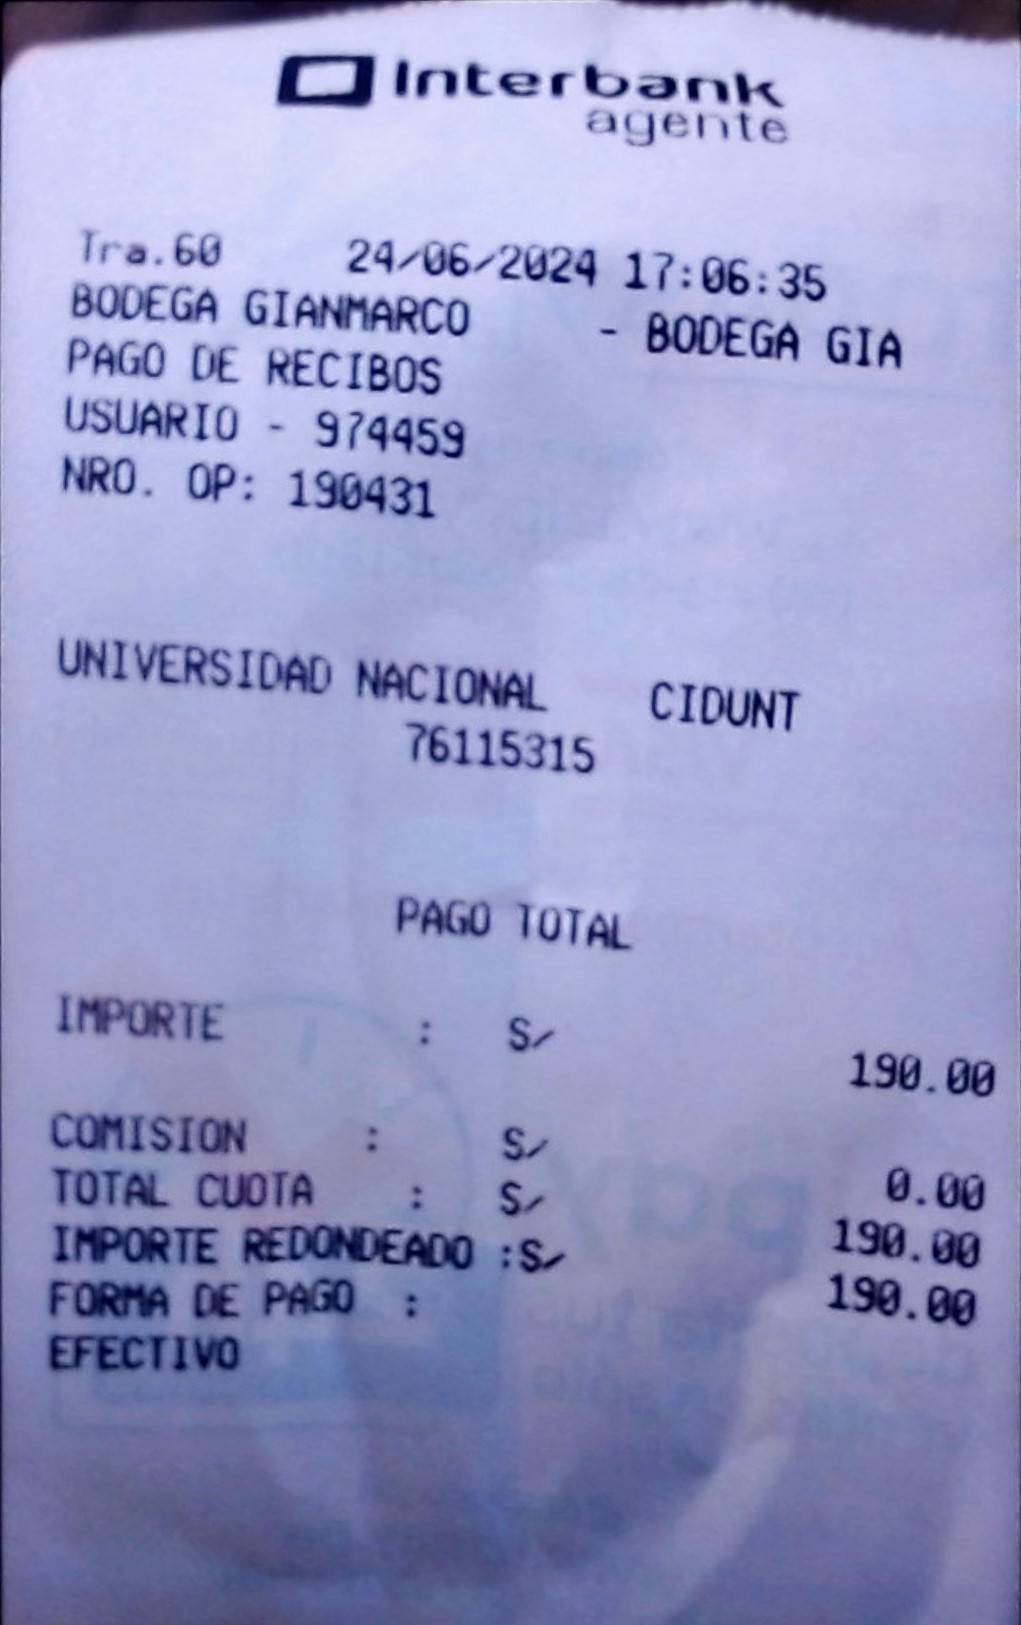 Interbank
agente
Tra.60 24/06/2024 17:06:35
BODEGA GIANMARCO - BODEGA GIA
PAGO DE RECIBOS
USUARIO - 974459
NRO. OP: 190431
UNIVERSIDAD NACIONAL CIDUNT
76115315
PAGO TOTAL
IMPORTE : S/ 190.00
COMISION : S/ 0.00
TOTAL CUOTA : S/ 190.00
IMPORTE REDONDEADO :S/ 190.00
FORMA DE PAGO :
EFECTIVO